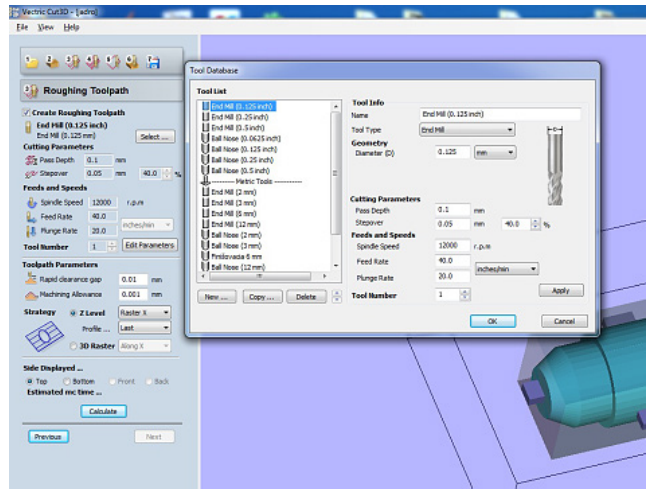 Vectric Cut3D - [adro]
File View Help
Roughing Toolpath
Create Roughing Toolpath
End Mill (0.125 inch)
End Mill (0.125 mm)
Select ...
Cutting Parameters
Pass Depth 0.1 mm
Stepover 0.05 mm 40.0 %
Feeds and Speeds
Spindle Speed 12000 r.p.m
Feed Rate 40.0
inches/min
Plunge Rate 20.0
Tool Number 1 Edit Parameters
Toolpath Parameters
Rapid clearance gap 0.01 mm
Machining Allowance 0.001 mm
Strategy Z Level Raster X
Profile ... Last
3D Raster Along X
Side Displayed ...
Top Bottom Front Back
Estimated mc time ...
Calculate
Previous Next
Tool Database
Tool List
End Mill (0.125 inch)
End Mill (0.25 inch)
End Mill (0.5 inch)
Ball Nose (0.0625 inch)
Ball Nose (0.125 inch)
Ball Nose (0.25 inch)
Ball Nose (0.5 inch)
---------- Metric Tools ----------
End Mill (2 mm)
End Mill (3 mm)
End Mill (6 mm)
End Mill (12 mm)
Ball Nose (2 mm)
Ball Nose (3 mm)
6 mm
Ball Nose (12 mm)
New ... Copy ... Delete
Tool Info
Name End Mill (0.125 inch)
Tool Type End Mill
Geometry
Diameter (D) 0.125 mm
Cutting Parameters
Pass Depth 0.1 mm
Stepover 0.05 mm 40.0 %
Feeds and Speeds
Spindle Speed 12000 r.p.m
Feed Rate 40.0
inches/min
Plunge Rate 20.0
Tool Number 1
Apply
OK Cancel